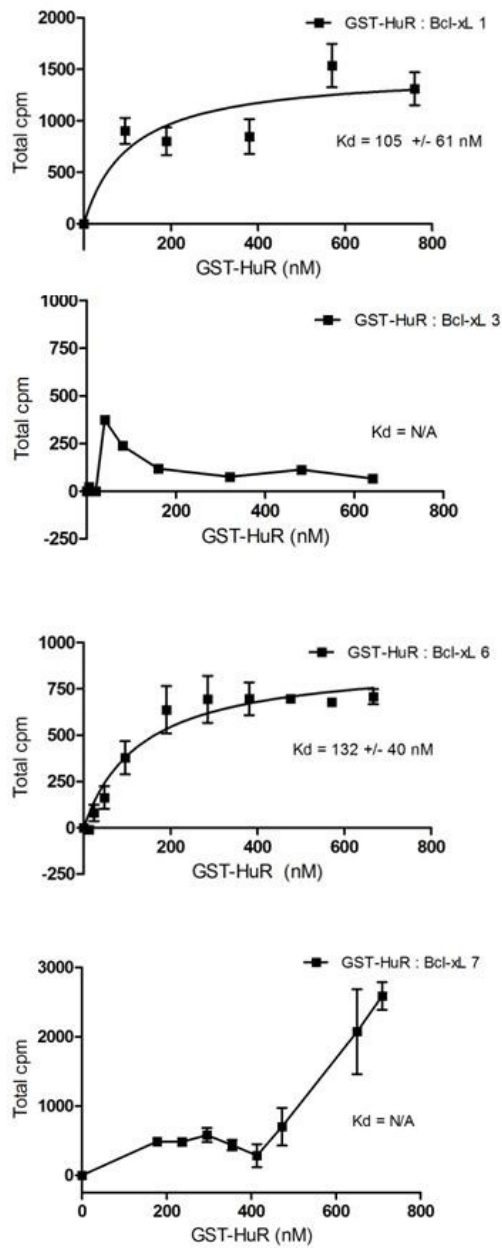 GST-HuR : Bcl-xL 1
2000
1500
1000
500
0
Total cpm
Kd = 105 +/- 61 nM
0 200 400 600 800
GST-HuR (nM)
GST-HuR : Bcl-xL 3
1000
750
500
250
0
-250
Total cpm
Kd = N/A
200 400 600 800
GST-HuR (nM)
GST-HuR : Bcl-xL 6
1000
750
500
250
0
-250
Total cpm
Kd = 132 +/- 40 nM
200 400 600 800
GST-HuR (nM)
GST-HuR : Bcl-xL 7
3000
2000
1000
0
Total cpm
Kd = N/A
0 200 400 600 800
GST-HuR (nM)